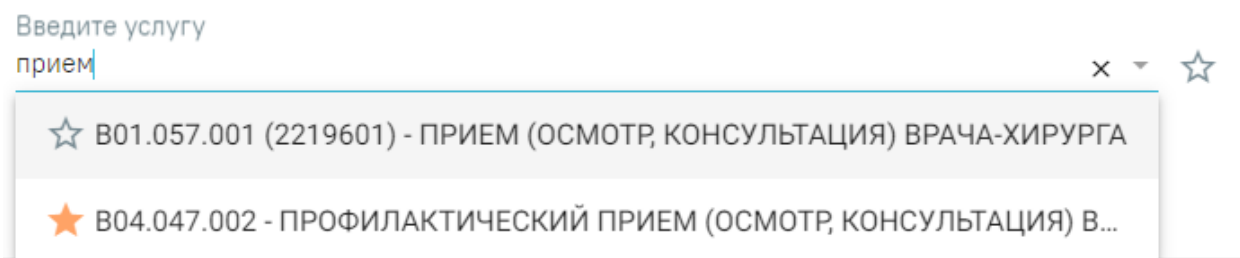 Введите услугу
прием
B01.057.001 (2219601) - ПРИЕМ (ОСМОТР, КОНСУЛЬТАЦИЯ) ВРАЧА-ХИРУРГА
B04.047.002 - ПРОФИЛАКТИЧЕСКИЙ ПРИЕМ (ОСМОТР, КОНСУЛЬТАЦИЯ) В...